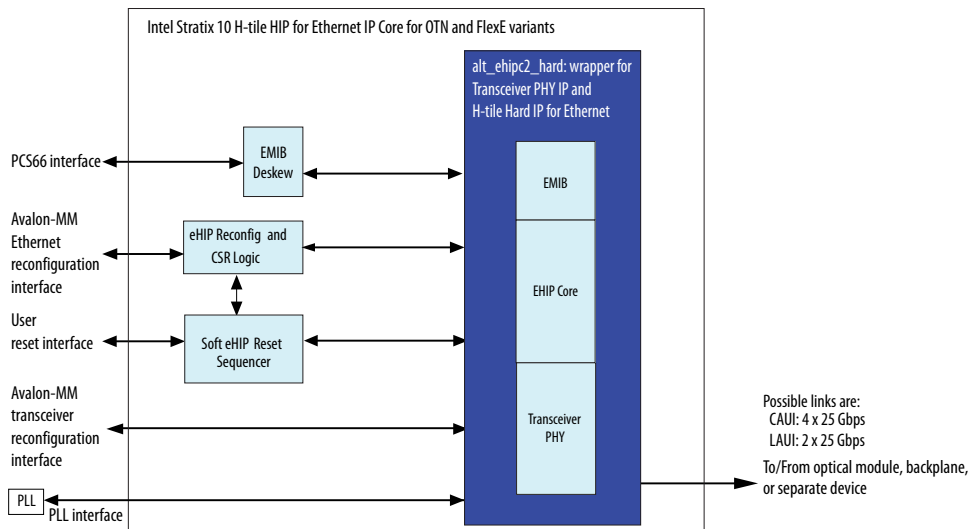 Intel Stratix 10 H-tile HIP for Ethernet IP Core for OTN and FlexE variants
alt_ehipc2_hard: wrapper for
Transceiver PHY IP and
H-tile Hard IP for Ethernet
PCS66 interface
EMIB
Deskew
EMIB
Avalon-MM
Ethernet
reconfiguration
interface
eHIP Reconfig and
CSR Logic
EHIP Core
User
reset interface
Soft eHIP Reset
Sequencer
Avalon-MM
transceiver
reconfiguration
interface
Transceiver
PHY
Possible links are:
CAUI: 4 x 25 Gbps
LAUI: 2 x 25 Gbps
To/From optical module, backplane,
or separate device
PLL
PLL interface